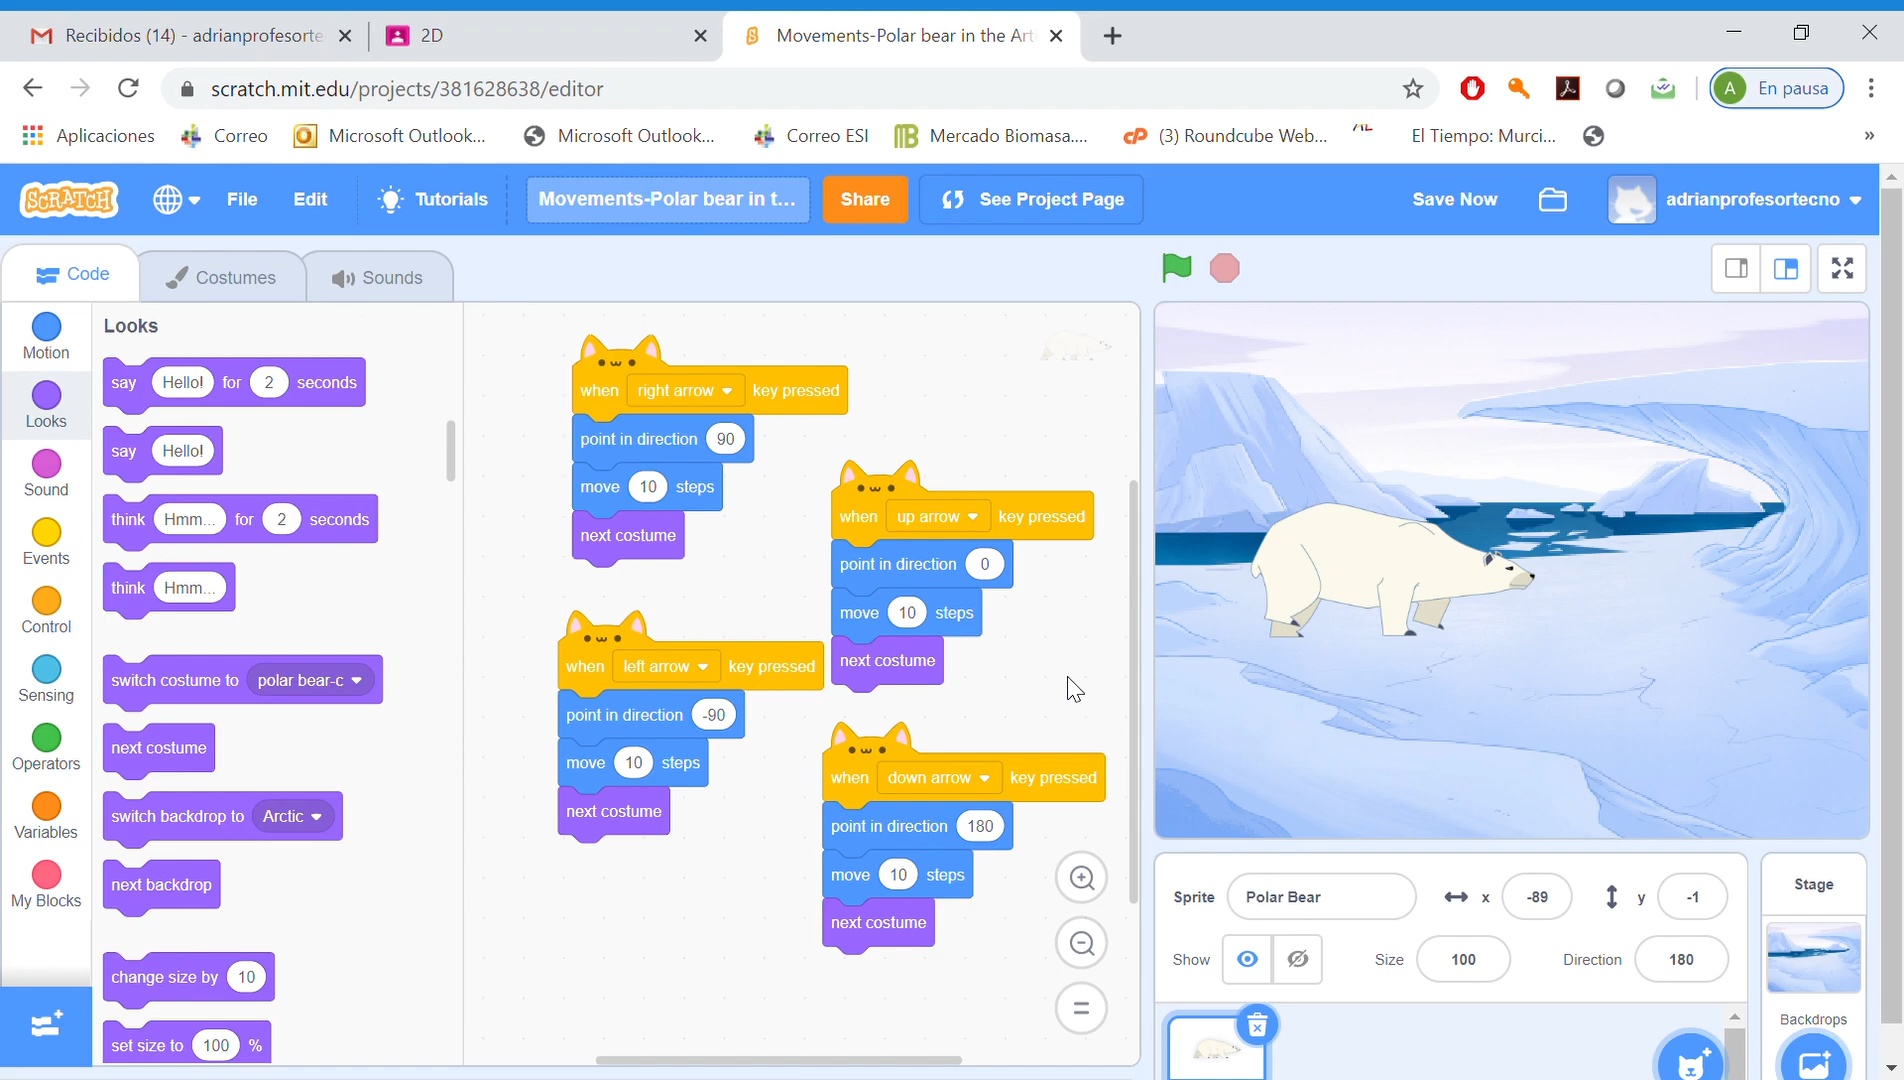 Recibidos (14) - adrianprofesorte
2D
Movements-Polar bear in the Art
scratch.mit.edu/projects/381628638/editor
A En pausa
Aplicaciones
Correo
Microsoft Outlook...
Microsoft Outlook...
Correo ESI
Mercado Biomasa....
(3) Roundcube Web...
El Tiempo: Murci...
»
SCRATCH
File
Edit
Tutorials
Movements-Polar bear in t...
Share
See Project Page
Save Now
adrianprofesortecno
Code
Costumes
Sounds
Motion
Looks
Sound
Events
Control
Sensing
Operators
Variables
My Blocks
Looks
say Hello! for 2 seconds
say Hello!
think Hmm... for 2 seconds
think Hmm...
switch costume to polar bear-c
next costume
switch backdrop to Arctic
next backdrop
change size by 10
set size to 100 %
when right arrow key pressed
point in direction 90
move 10 steps
next costume
when up arrow key pressed
point in direction 0
move 10 steps
next costume
when left arrow key pressed
point in direction -90
move 10 steps
next costume
when down arrow key pressed
point in direction 180
move 10 steps
next costume
Sprite Polar Bear x -89 y -1
Show Size 100 Direction 180
Stage
Backdrops